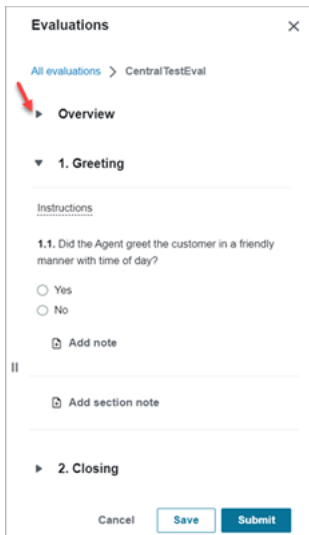 Evaluations
All evaluations > CentralTestEval
Overview
1. Greeting
Instructions
1.1. Did the Agent greet the customer in a friendly
manner with time of day?
Yes
No
Add note
Add section note
2. Closing
Cancel Save Submit